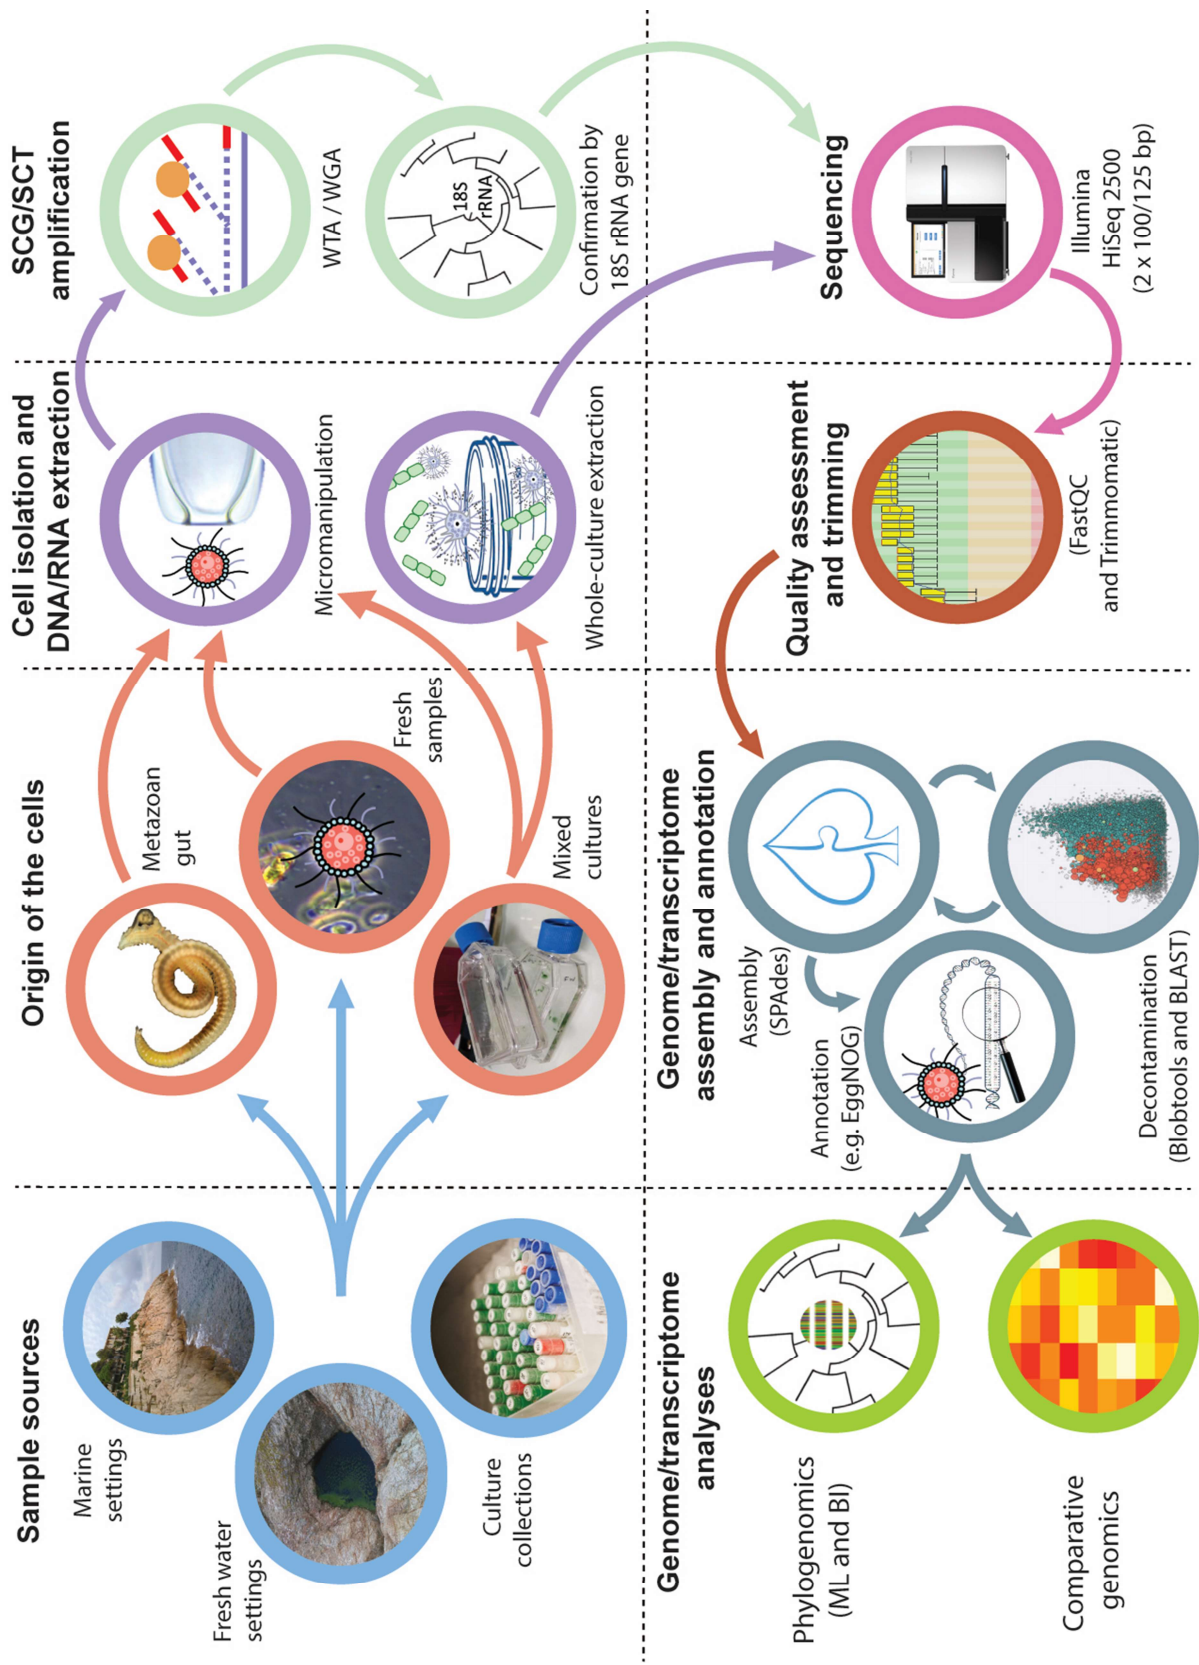 Sample sources
Marine
settings
Fresh water
settings
Culture
collections
Origin of the cells
Metazoan
gut
Fresh
samples
Mixed
cultures
Cell isolation and
DNA/RNA extraction
Micromanipulation
Whole-culture extraction
SCG/SCT
amplification
WTA / WGA
18S
rRNA
Confirmation by
18S rRNA gene
Sequencing
Illumina
HiSeq 2500
(2 x 100/125 bp)
Quality assessment
and trimming
(FastQC
and Trimmomatic)
Genome/transcriptome
assembly and annotation
Assembly
(SPAdes)
Annotation
(e.g. EggNOG)
Decontamination
(Blobtools and BLAST)
Genome/transcriptome
analyses
Phylogenomics
(ML and BI)
Comparative
genomics